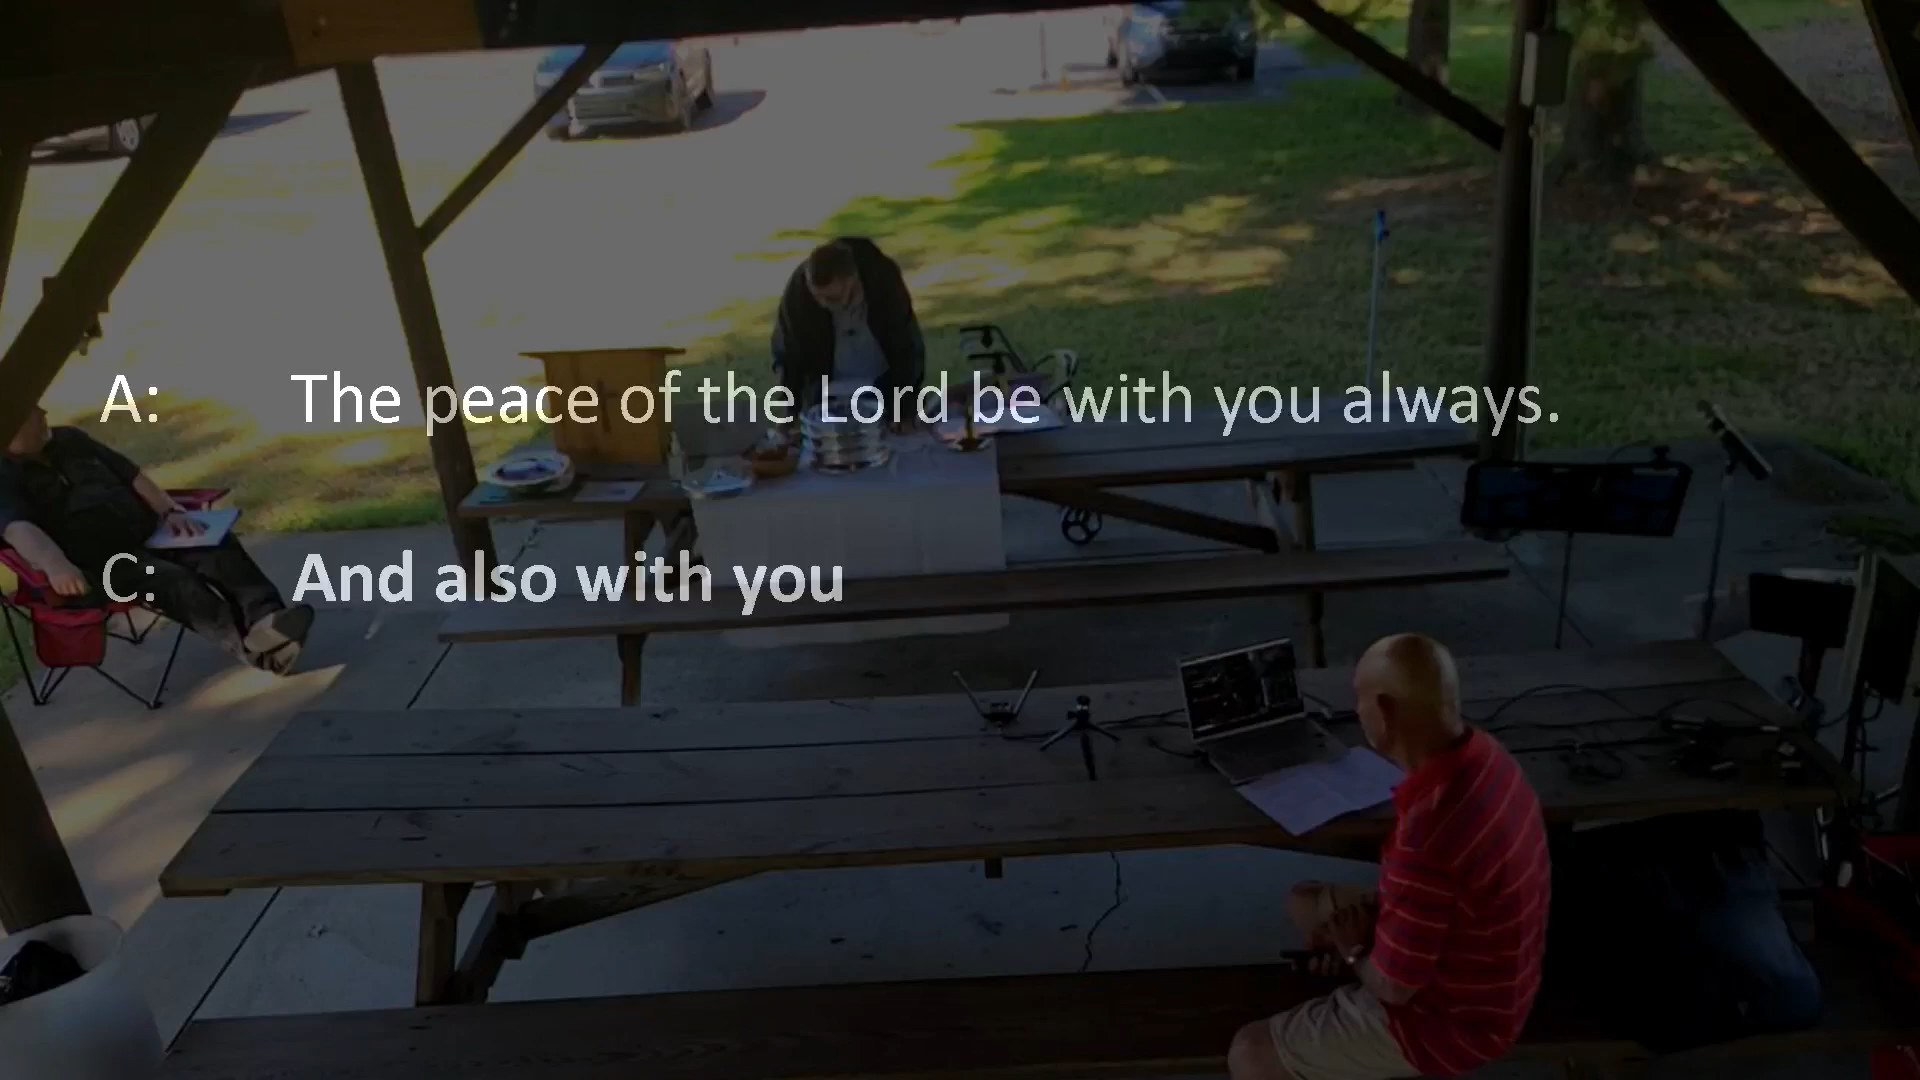 A: The peace of the Lord be with you always.
C: And also with you